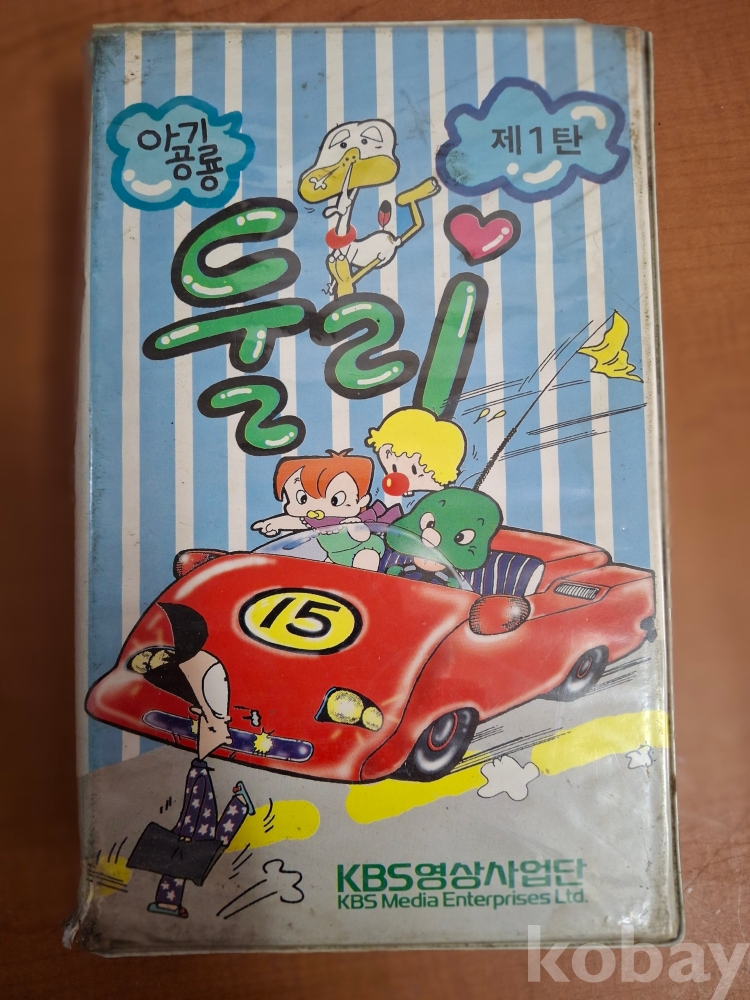 아기
공룡
제1탄
둘리
15
KBS영상사업단
KBS Media Enterprises Ltd.
kobay